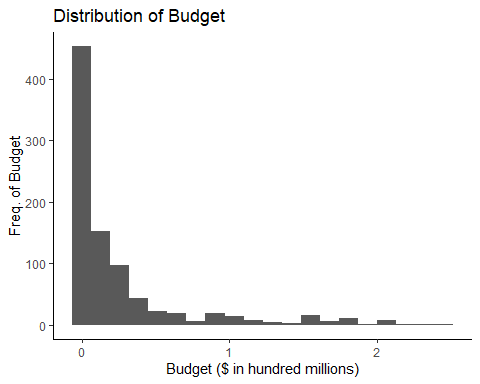 Distribution of Budget
Freq. of Budget
400
300
200
100
0
0 1 2
Budget ($ in hundred millions)